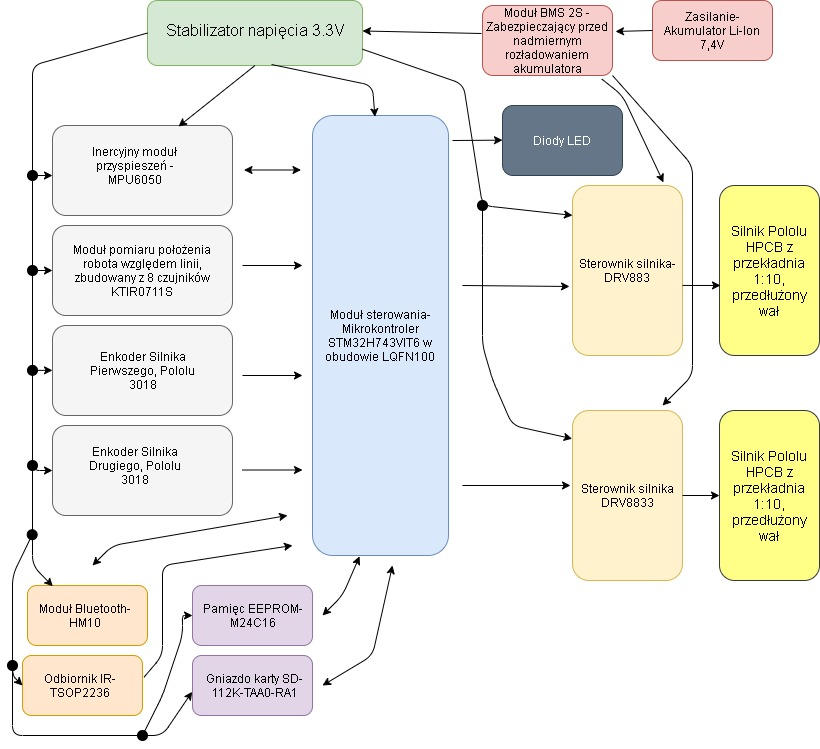 Stabilizator napięcia 3.3V
Moduł BMS 2S -
Zabezpieczający przed
nadmiernym
rozładowaniem
akumulatora
Zasilanie-
Akumulator Li-Ion
7,4V
Diody LED
Inercyjny moduł
przyspieszeń -
MPU6050
Moduł pomiaru położenia
robota względem linii,
zbudowany z 8 czujników
KTIR0711S
Enkoder Silnika
Pierwszego, Pololu
3018
Enkoder Silnika
Drugiego, Pololu
3018
Moduł sterowania-
Mikrokontroler
STM32H743VIT6 w
obudowie LQFN100
Sterownik silnika-
DRV883
Silnik Pololu
HPCB z
przekładnia
1:10,
przedłużony
wał
Sterownik silnika
DRV8833
Silnik Pololu
HPCB z
przekładnia
1:10,
przedłużony
wał
Moduł Bluetooth-
HM10
Odbiornik IR-
TSOP2236
Pamięc EEPROM-
M24C16
Gniazdo karty SD-
112K-TAA0-RA1